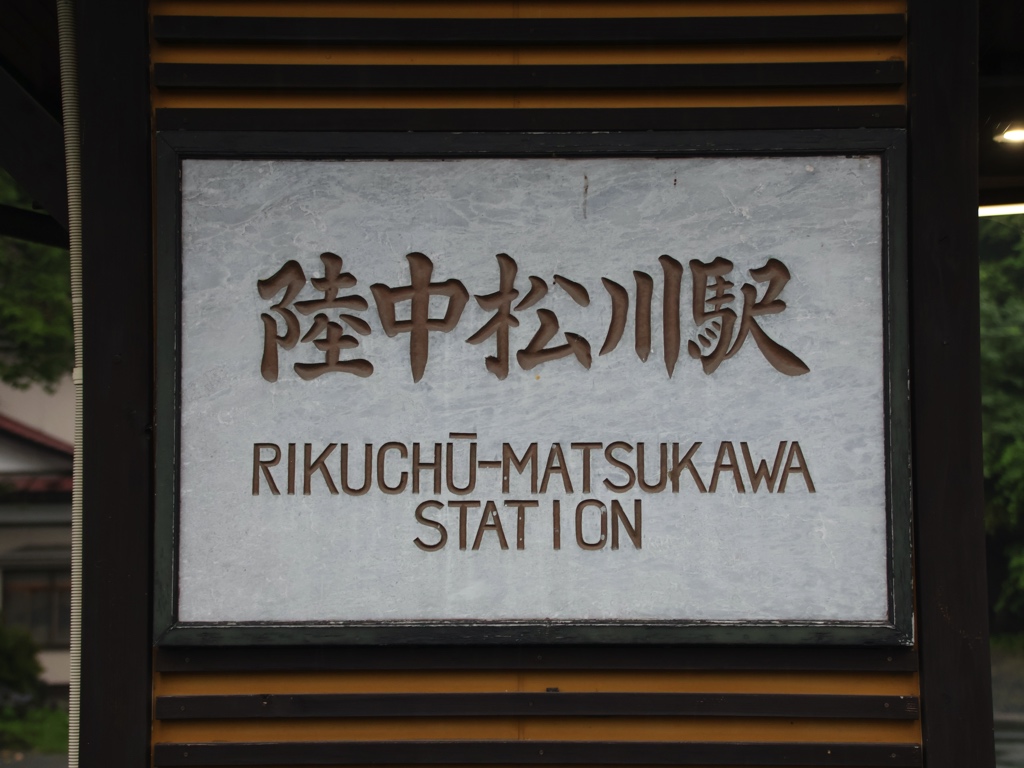 陸中松川駅
RIKUCHŪ-MATSUKAWA
STATION